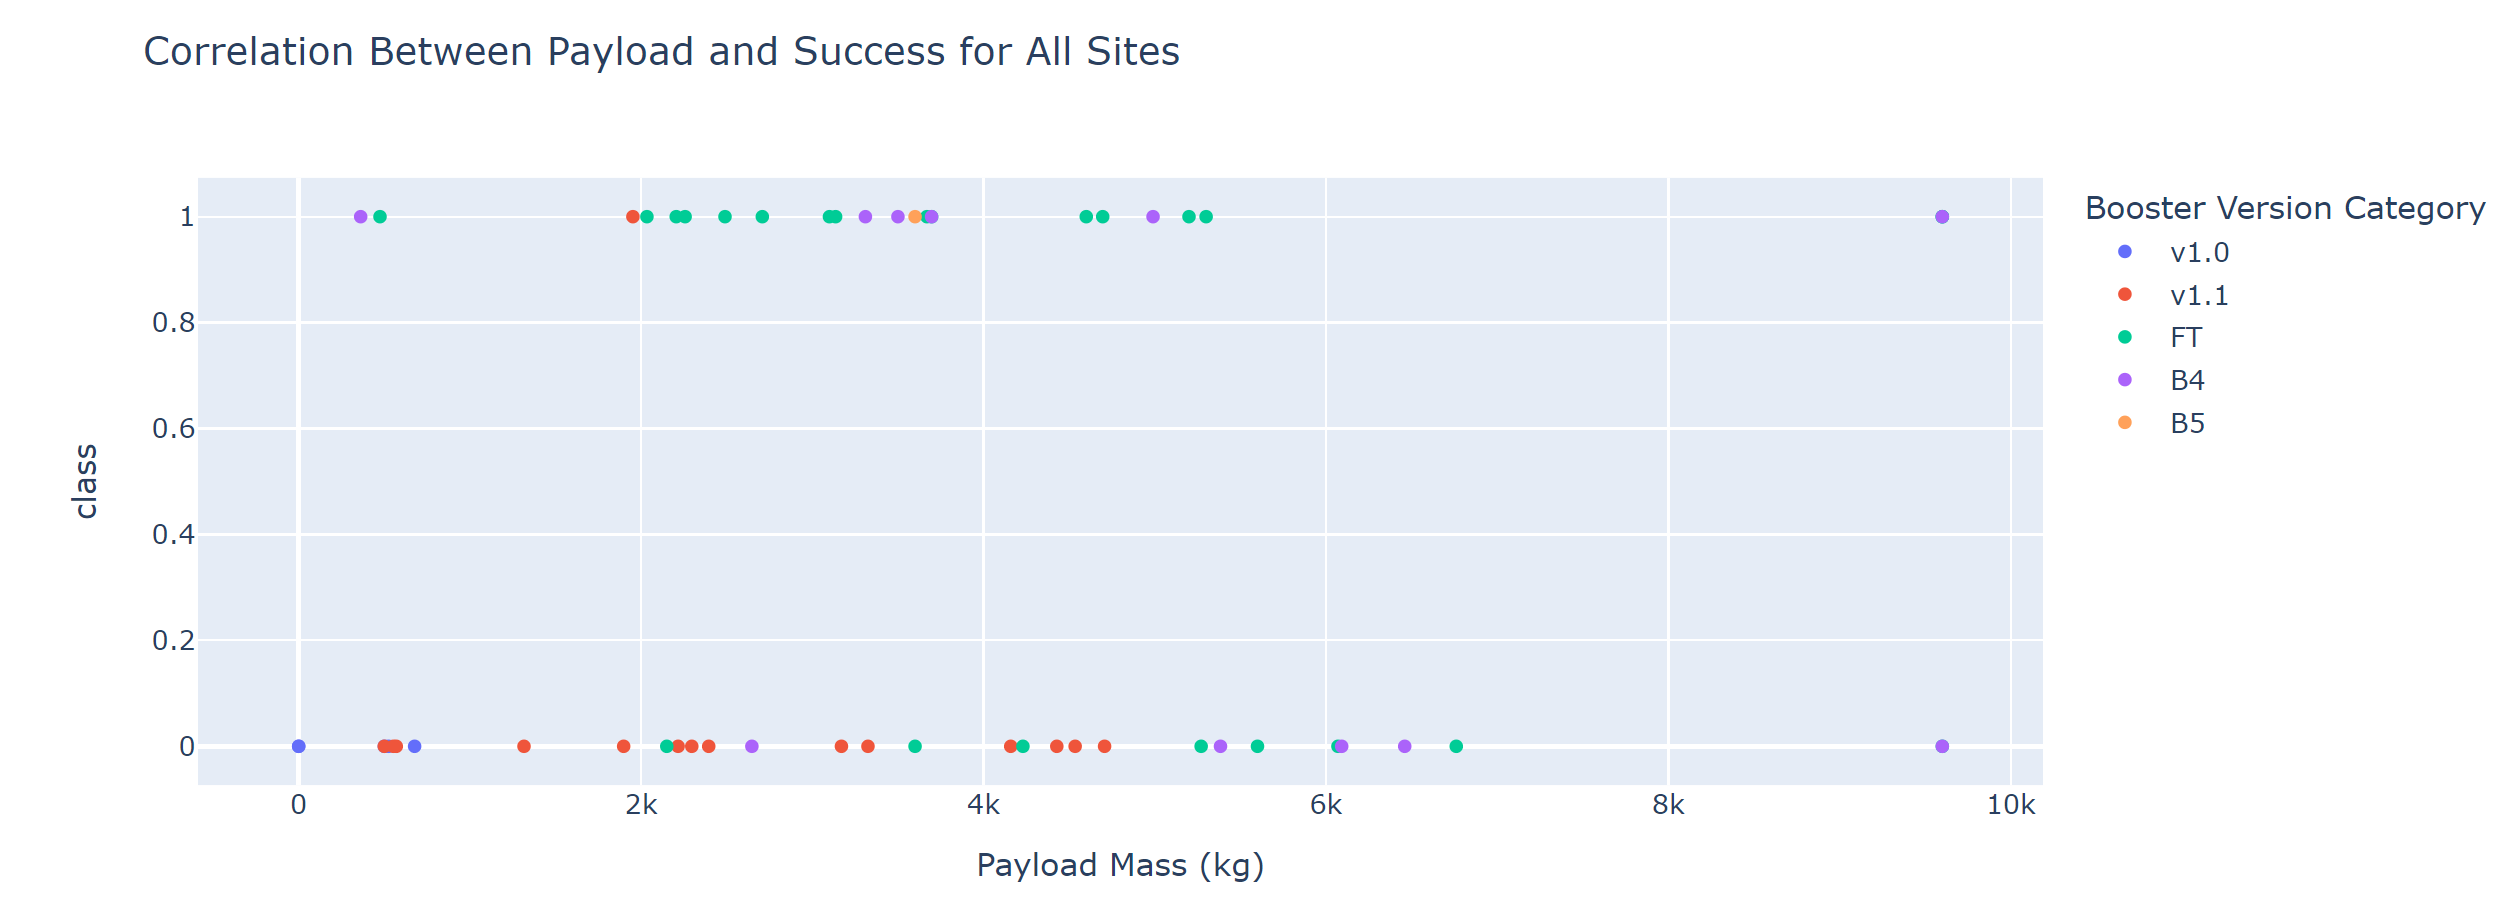 Correlation Between Payload and Success for All Sites
1
0.8
0.6
0.4
0.2
0
class
0 2k 4k 6k 8k 10k
Payload Mass (kg)
Booster Version Category
v1.0
v1.1
FT
B4
B5